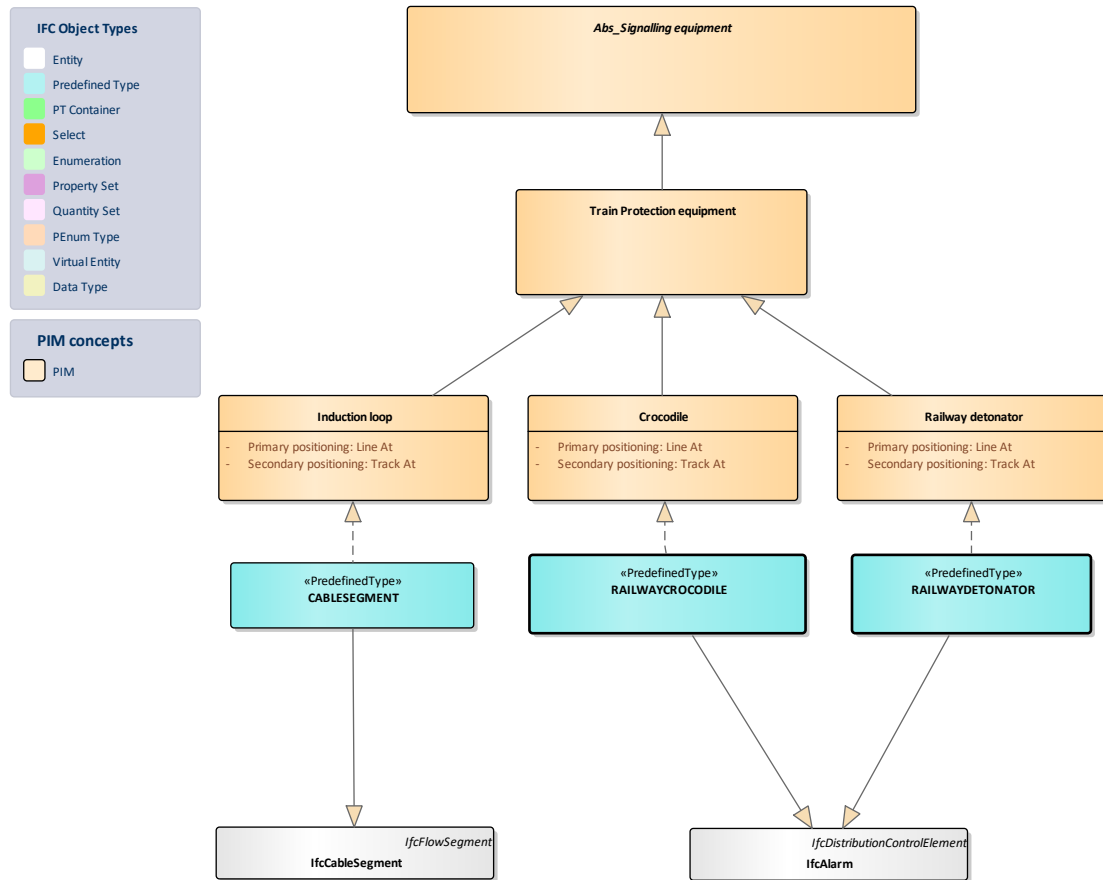 IFC Object Types
Entity
Predefined Type
PT Container
Select
Enumeration
Property Set
Quantity Set
PEnum Type
Virtual Entity
Data Type
PIM concepts
PIM
Abs_Signalling equipment
Train Protection equipment
Induction loop
- Primary positioning: Line At
- Secondary positioning: Track At
Crocodile
- Primary positioning: Line At
- Secondary positioning: Track At
Railway detonator
- Primary positioning: Line At
- Secondary positioning: Track At
«PredefinedType»
CABLESEGMENT
«PredefinedType»
RAILWAYCROCODILE
«PredefinedType»
RAILWAYDETONATOR
IfcFlowSegment
IfcCableSegment
IfcDistributionControlElement
IfcAlarm